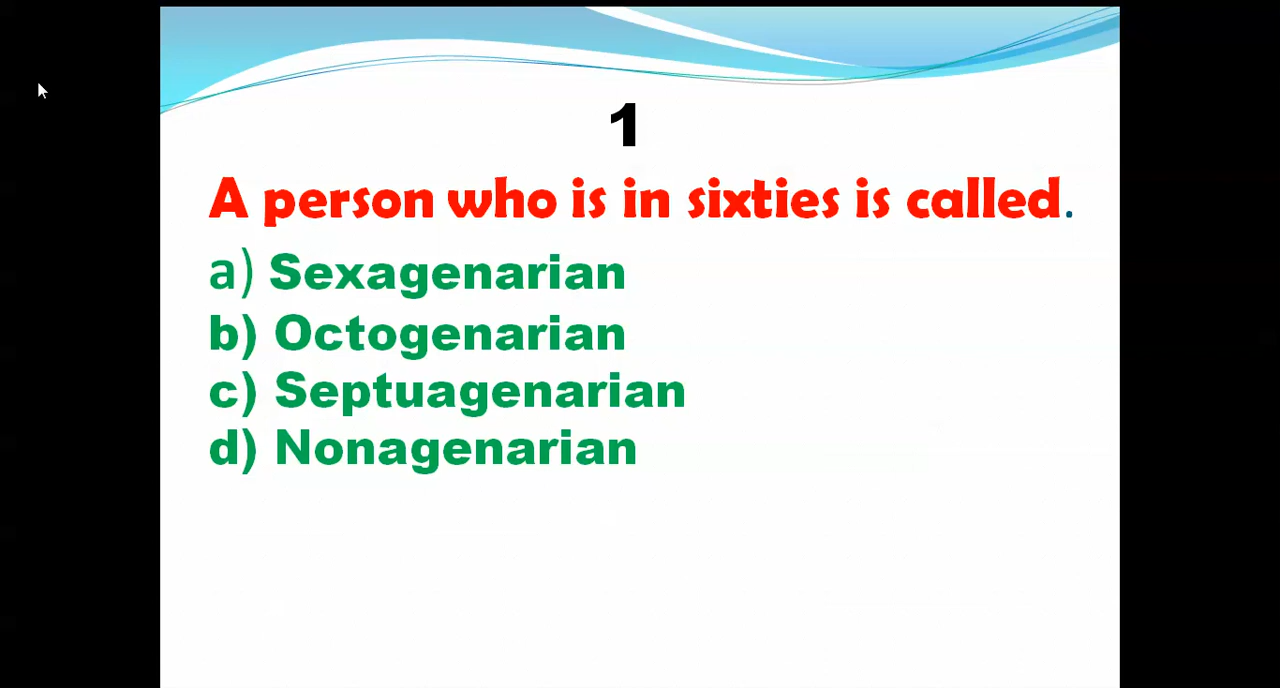 1
A person who is in sixties is called.
a) Sexagenarian
b) Octogenarian
c) Septuagenarian
d) Nonagenarian